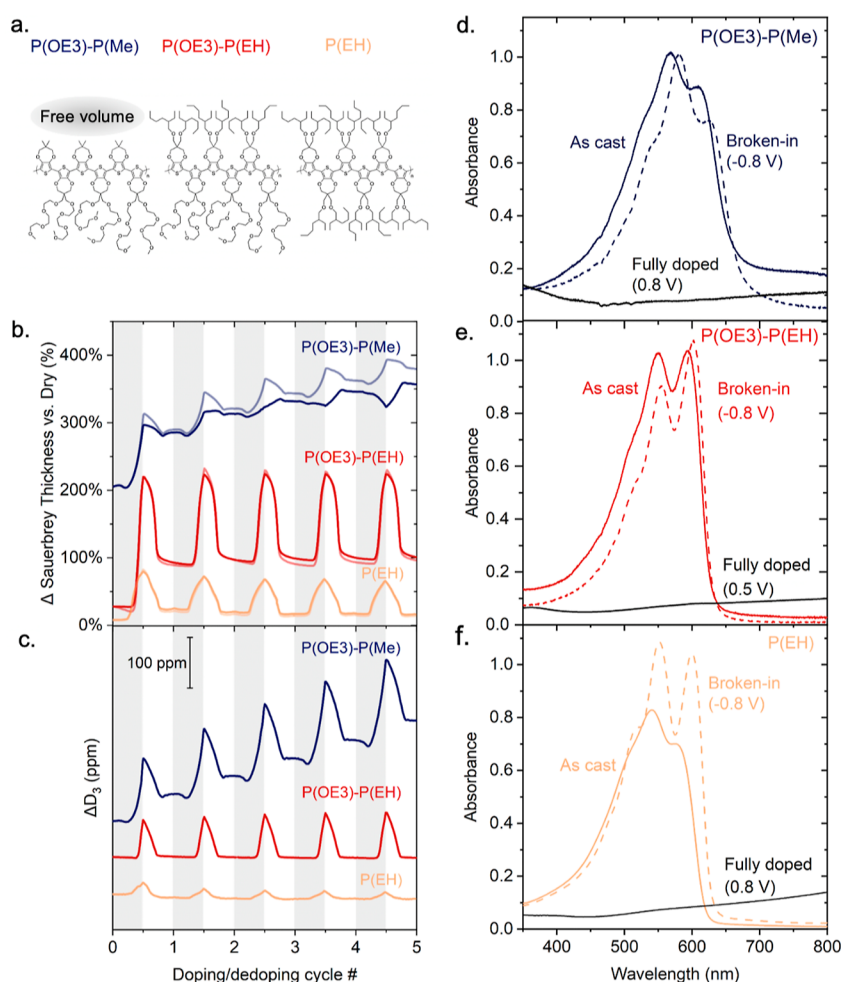 a.
P(OE3)-P(Me)
P(OE3)-P(EH)
P(EH)
Free volume
b.
Δ Sauerbrey Thickness vs. Dry (%)
400%
300%
200%
100%
0%
P(OE3)-P(Me)
P(OE3)-P(EH)
P(EH)
c.
ΔD3 (ppm)
100 ppm
P(OE3)-P(Me)
P(OE3)-P(EH)
P(EH)
0 1 2 3 4 5
Doping/dedoping cycle #
d.
P(OE3)-P(Me)
Absorbance
1.0
0.8
0.6
0.4
0.2
0.0
As cast
Broken-in
(-0.8 V)
Fully doped
(0.8 V)
e.
P(OE3)-P(EH)
Absorbance
1.0
0.8
0.6
0.4
0.2
0.0
As cast
Broken-in
(-0.8 V)
Fully doped
(0.5 V)
f.
P(EH)
Absorbance
1.0
0.8
0.6
0.4
0.2
0.0
Broken-in
(-0.8 V)
As cast
Fully doped
(0.8 V)
400 500 600 700 800
Wavelength (nm)